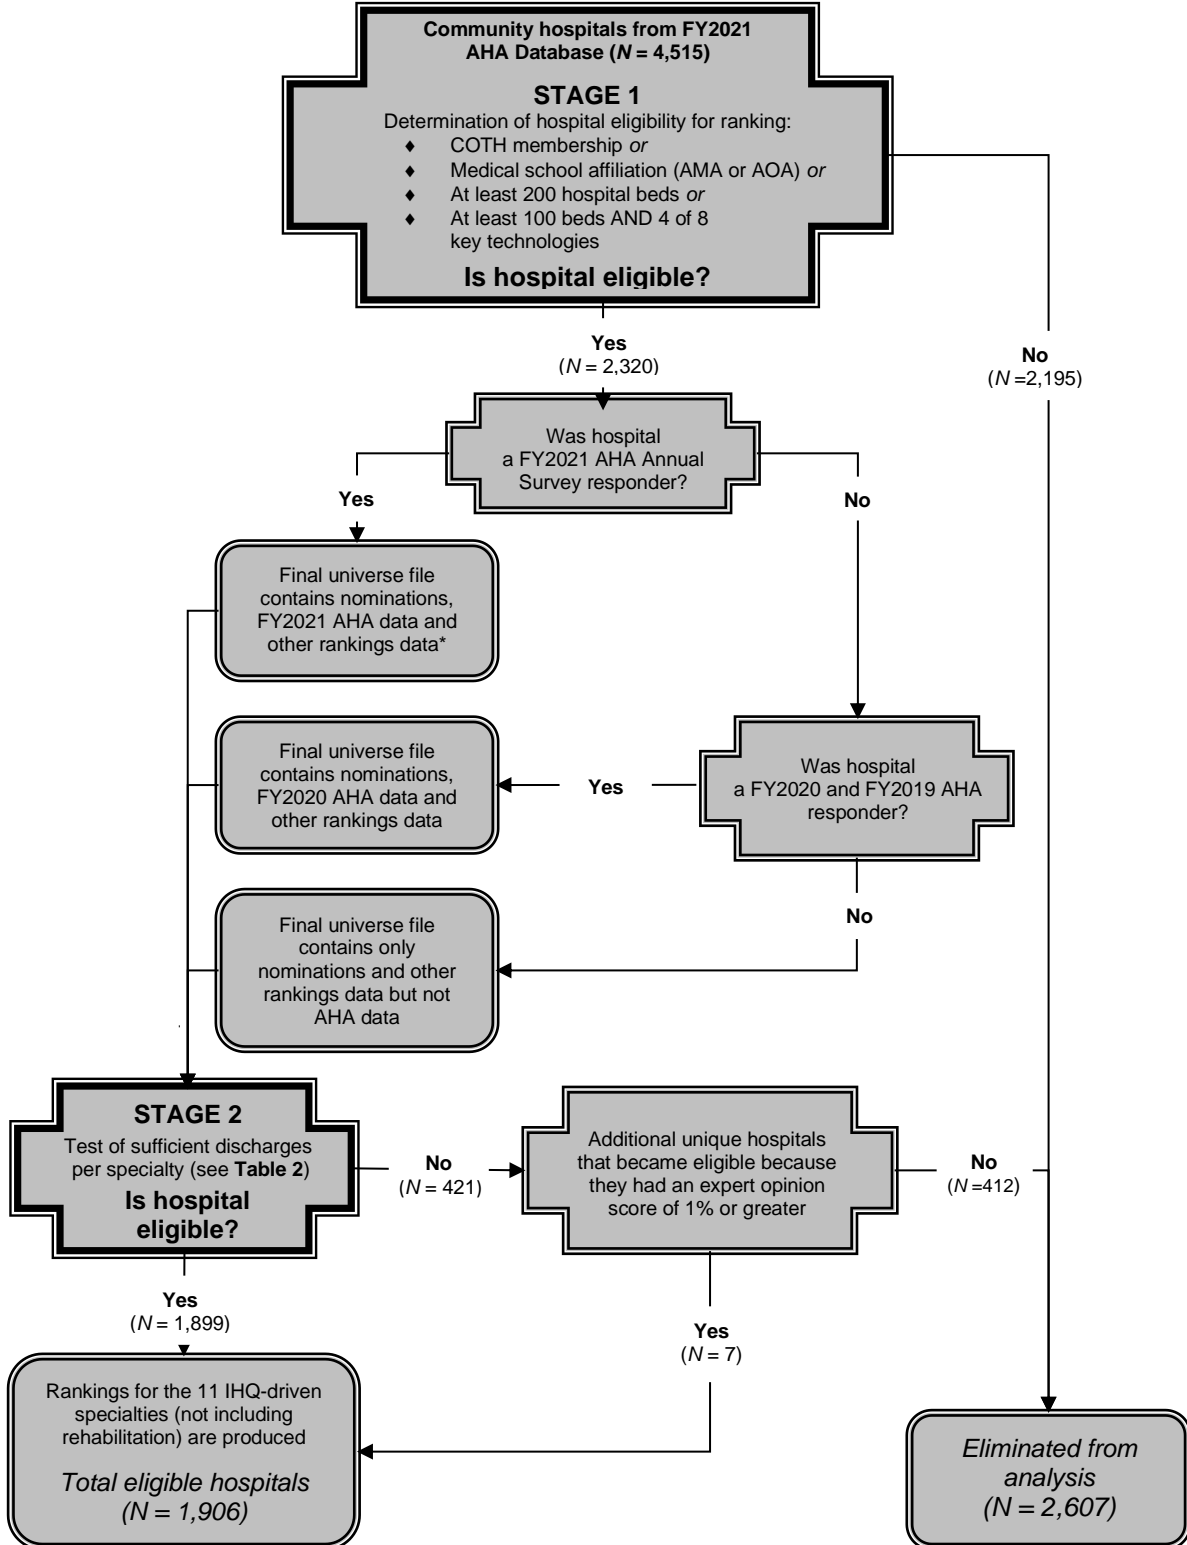 Community hospitals from FY2021
AHA Database (N = 4,515)
STAGE 1
Determination of hospital eligibility for ranking:
♦ COTH membership or
♦ Medical school affiliation (AMA or AOA) or
♦ At least 200 hospital beds or
♦ At least 100 beds AND 4 of 8
key technologies
Is hospital eligible?
Yes
(N = 2,320)
No
(N =2,195)
Was hospital
a FY2021 AHA Annual
Survey responder?
Yes
No
Final universe file
contains nominations,
FY2021 AHA data and
other rankings data*
Final universe file
contains nominations,
FY2020 AHA data and
other rankings data
Yes
Was hospital
a FY2020 and FY2019 AHA
responder?
No
Final universe file
contains only
nominations and other
rankings data but not
AHA data
STAGE 2
Test of sufficient discharges
per specialty (see Table 2)
Is hospital
eligible?
No
(N = 421)
Additional unique hospitals
that became eligible because
they had an expert opinion
score of 1% or greater
No
(N =412)
Yes
(N = 1,899)
Yes
(N = 7)
Rankings for the 11 IHQ-driven
specialties (not including
rehabilitation) are produced
Total eligible hospitals
(N = 1,906)
Eliminated from
analysis
(N = 2,607)